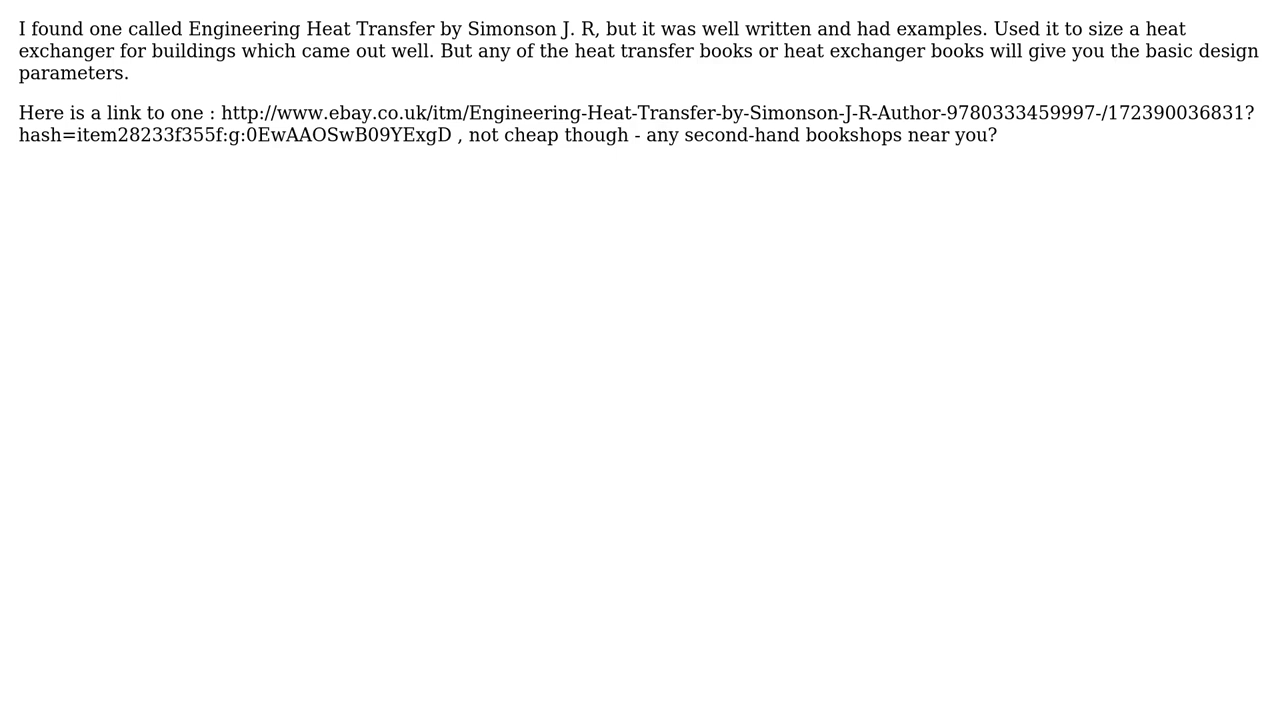 I found one called Engineering Heat Transfer by Simonson J. R, but it was well written and had examples. Used it to size a heat
exchanger for buildings which came out well. But any of the heat transfer books or heat exchanger books will give you the basic design
parameters.
Here is a link to one : http://www.ebay.co.uk/itm/Engineering-Heat-Transfer-by-Simonson-J-R-Author-9780333459997-/172390036831?
hash=item28233f355f:g:0EwAAOSwB09YExgD , not cheap though - any second-hand bookshops near you?